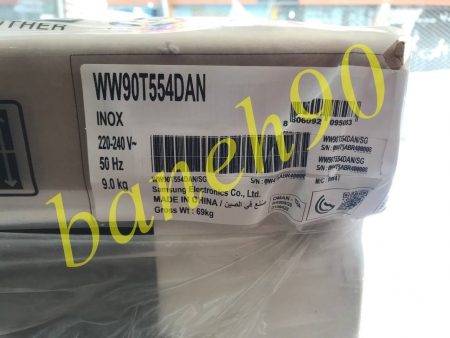 WW90T554DAN
INOX
220-240 V~
50 Hz
9.0 kg
WW90T554DAN/SG
Samsung Electronics Co., Ltd.
MADE IN CHINA / صنع في الصين
Gross Wt : 69kg
WW90T554DAN/SG
S/N :
WW90T554DAN/SG
S/N :
M/C :
baneh90